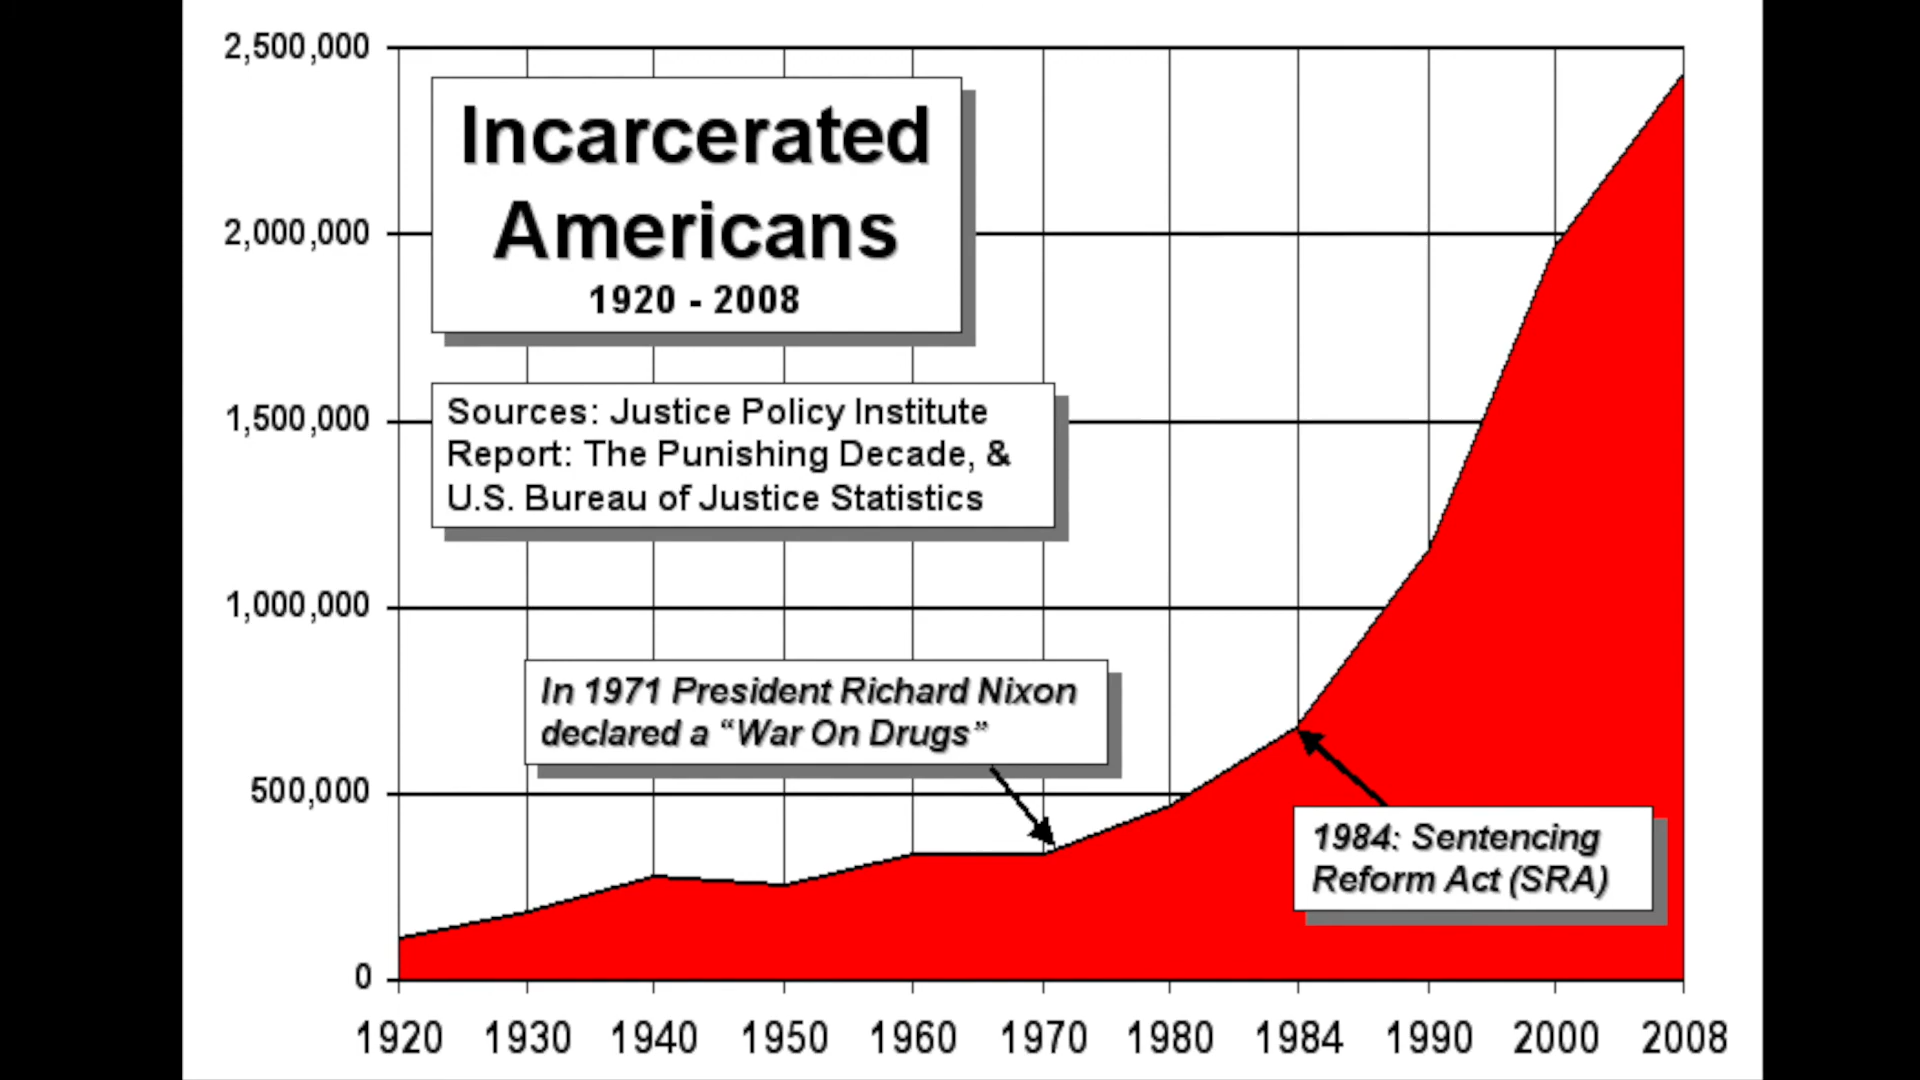 2,500,000
Incarcerated
Americans
1920 - 2008
2,000,000
1,500,000
Sources: Justice Policy Institute
Report: The Punishing Decade, &
U.S. Bureau of Justice Statistics
1,000,000
In 1971 President Richard Nixon
declared a “War On Drugs”
500,000
1984: Sentencing
Reform Act (SRA)
0
1920 1930 1940 1950 1960 1970 1980 1984 1990 2000 2008